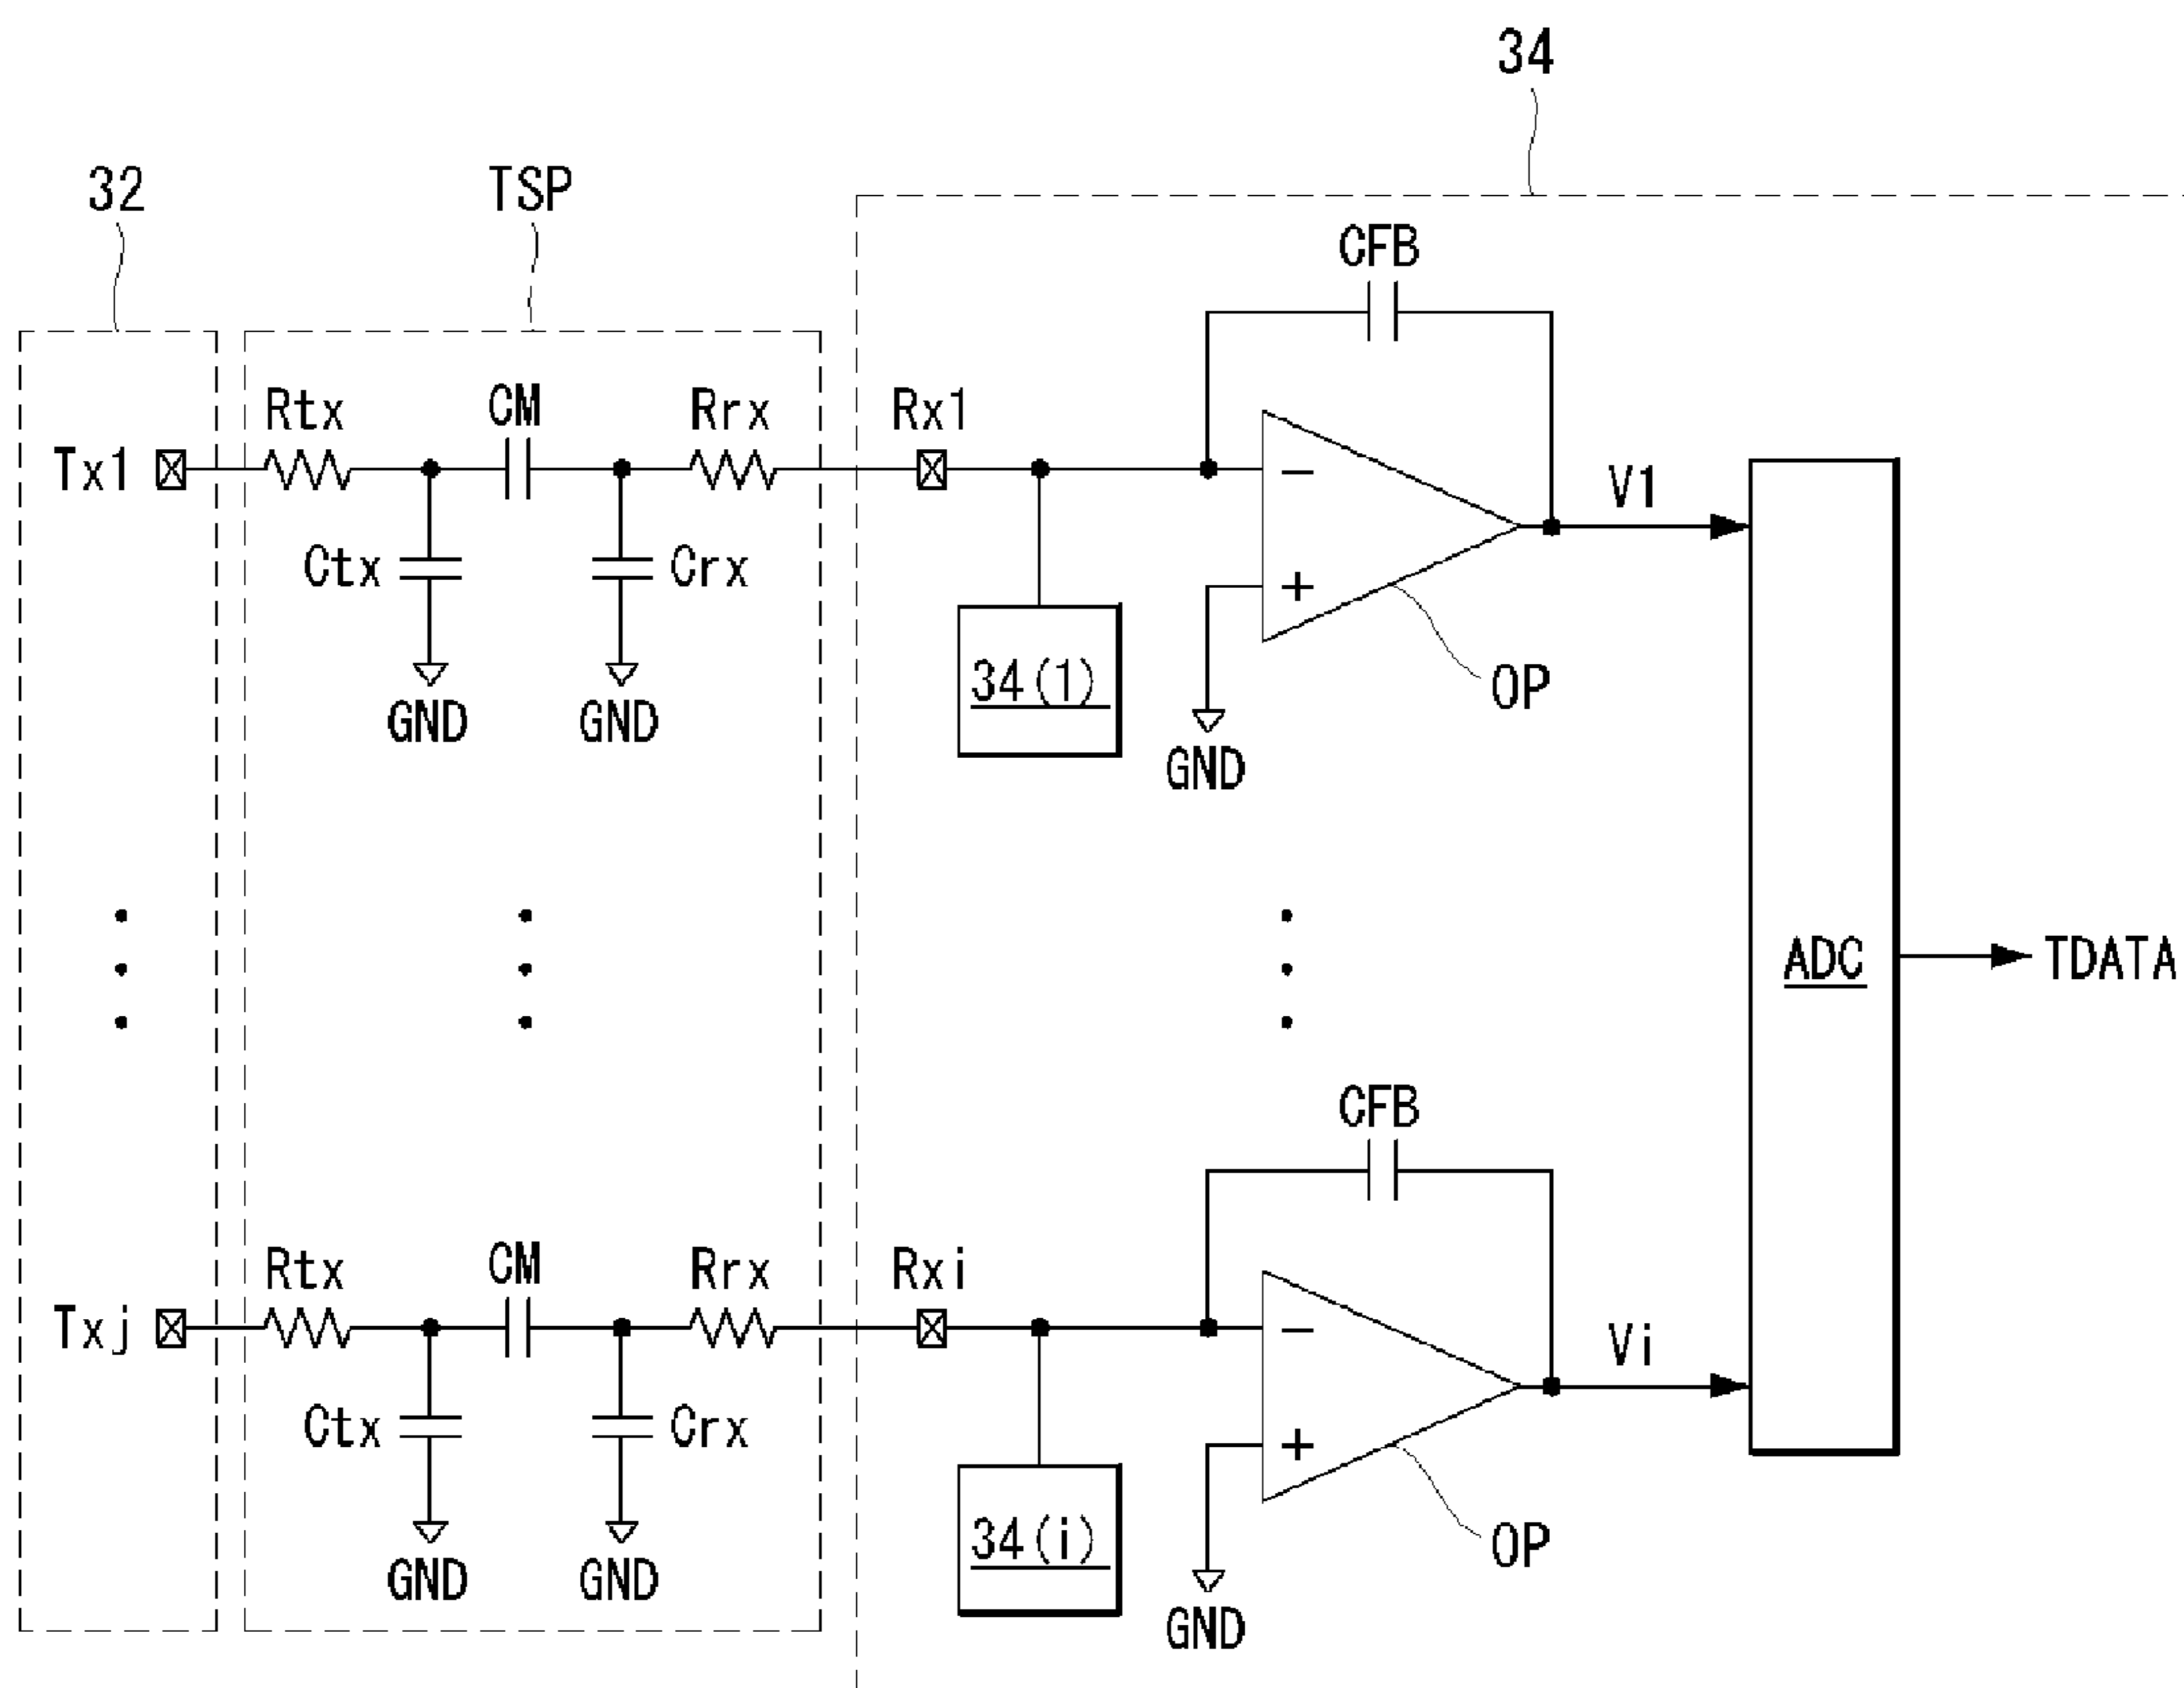 34
32
TSP
CFB
Rtx
CM
Rrx
Rx1
Tx1
−
V1
Ctx
Crx
+
34(1)
OP
GND
GND
GND
ADC
TDATA
CFB
Rtx
CM
Rrx
Rxi
Txj
−
Vi
Ctx
Crx
+
34(i)
OP
GND
GND
GND